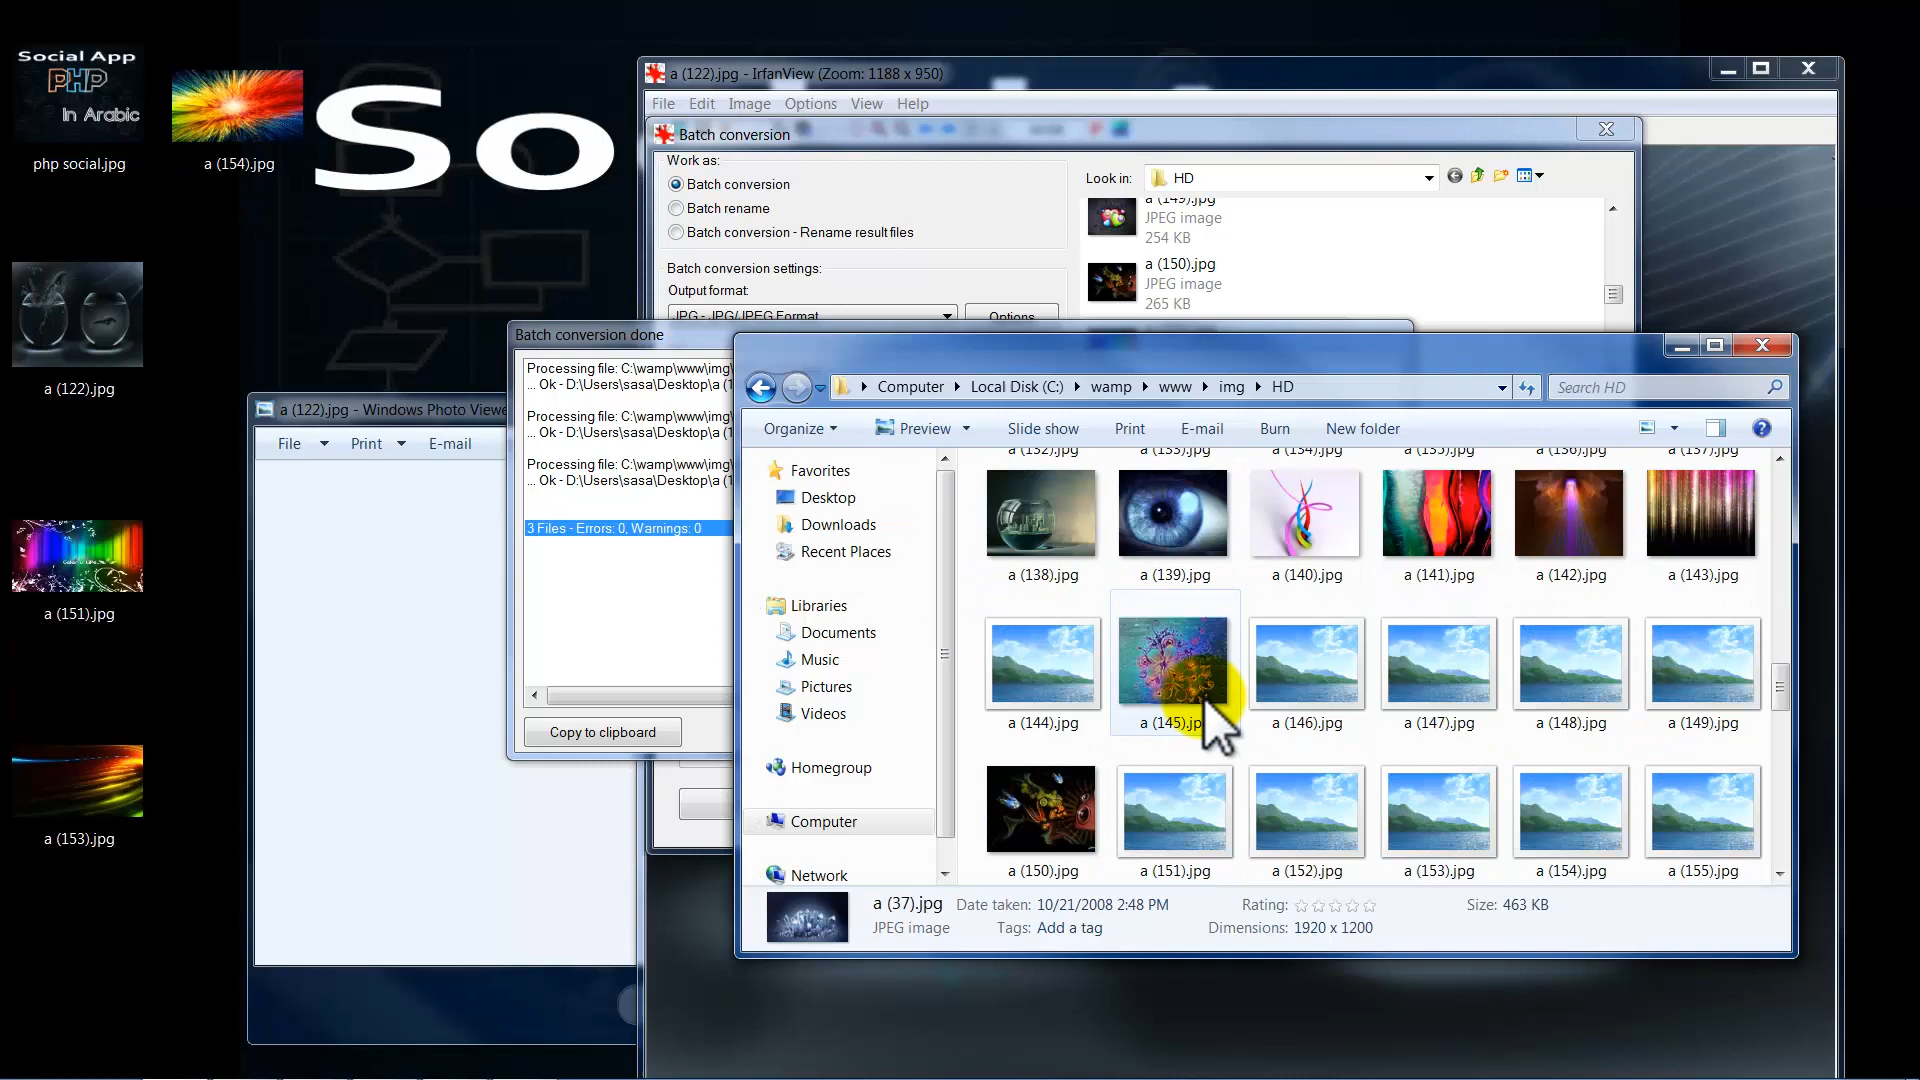 Social App
PHP
In Arabic
php social.jpg
a (154).jpg
So
a (122).jpg
a (151).jpg
a (153).jpg
a (122).jpg - IrfanView (Zoom: 1188 x 950)
File Edit Image Options View Help
Batch conversion
Work as:
Batch conversion
Batch rename
Batch conversion - Rename result files
Batch conversion settings:
Output format:
JPG - JPG/JPEG Format
Options
Look in: HD
a (149).jpg
JPEG image
254 KB
a (150).jpg
JPEG image
265 KB
Batch conversion done
Processing file: C:\wamp\www\img\
... Ok - D:\Users\sasa\Desktop\a (1
Processing file: C:\wamp\www\img\
... Ok - D:\Users\sasa\Desktop\a (1
Processing file: C:\wamp\www\img\
... Ok - D:\Users\sasa\Desktop\a (1
3 Files - Errors: 0, Warnings: 0
Copy to clipboard
a (122).jpg - Windows Photo Viewe
File Print E-mail
Computer Local Disk (C:) wamp www img HD
Search HD
Organize Preview Slide show Print E-mail Burn New folder
Favorites
Desktop
Downloads
Recent Places
Libraries
Documents
Music
Pictures
Videos
Homegroup
Computer
Network
a (132).jpg a (133).jpg a (134).jpg a (135).jpg a (136).jpg a (137).jpg
a (138).jpg a (139).jpg a (140).jpg a (141).jpg a (142).jpg a (143).jpg
a (144).jpg a (145).jp a (146).jpg a (147).jpg a (148).jpg a (149).jpg
a (150).jpg a (151).jpg a (152).jpg a (153).jpg a (154).jpg a (155).jpg
a (37).jpg Date taken: 10/21/2008 2:48 PM Rating: Size: 463 KB
JPEG image Tags: Add a tag Dimensions: 1920 x 1200